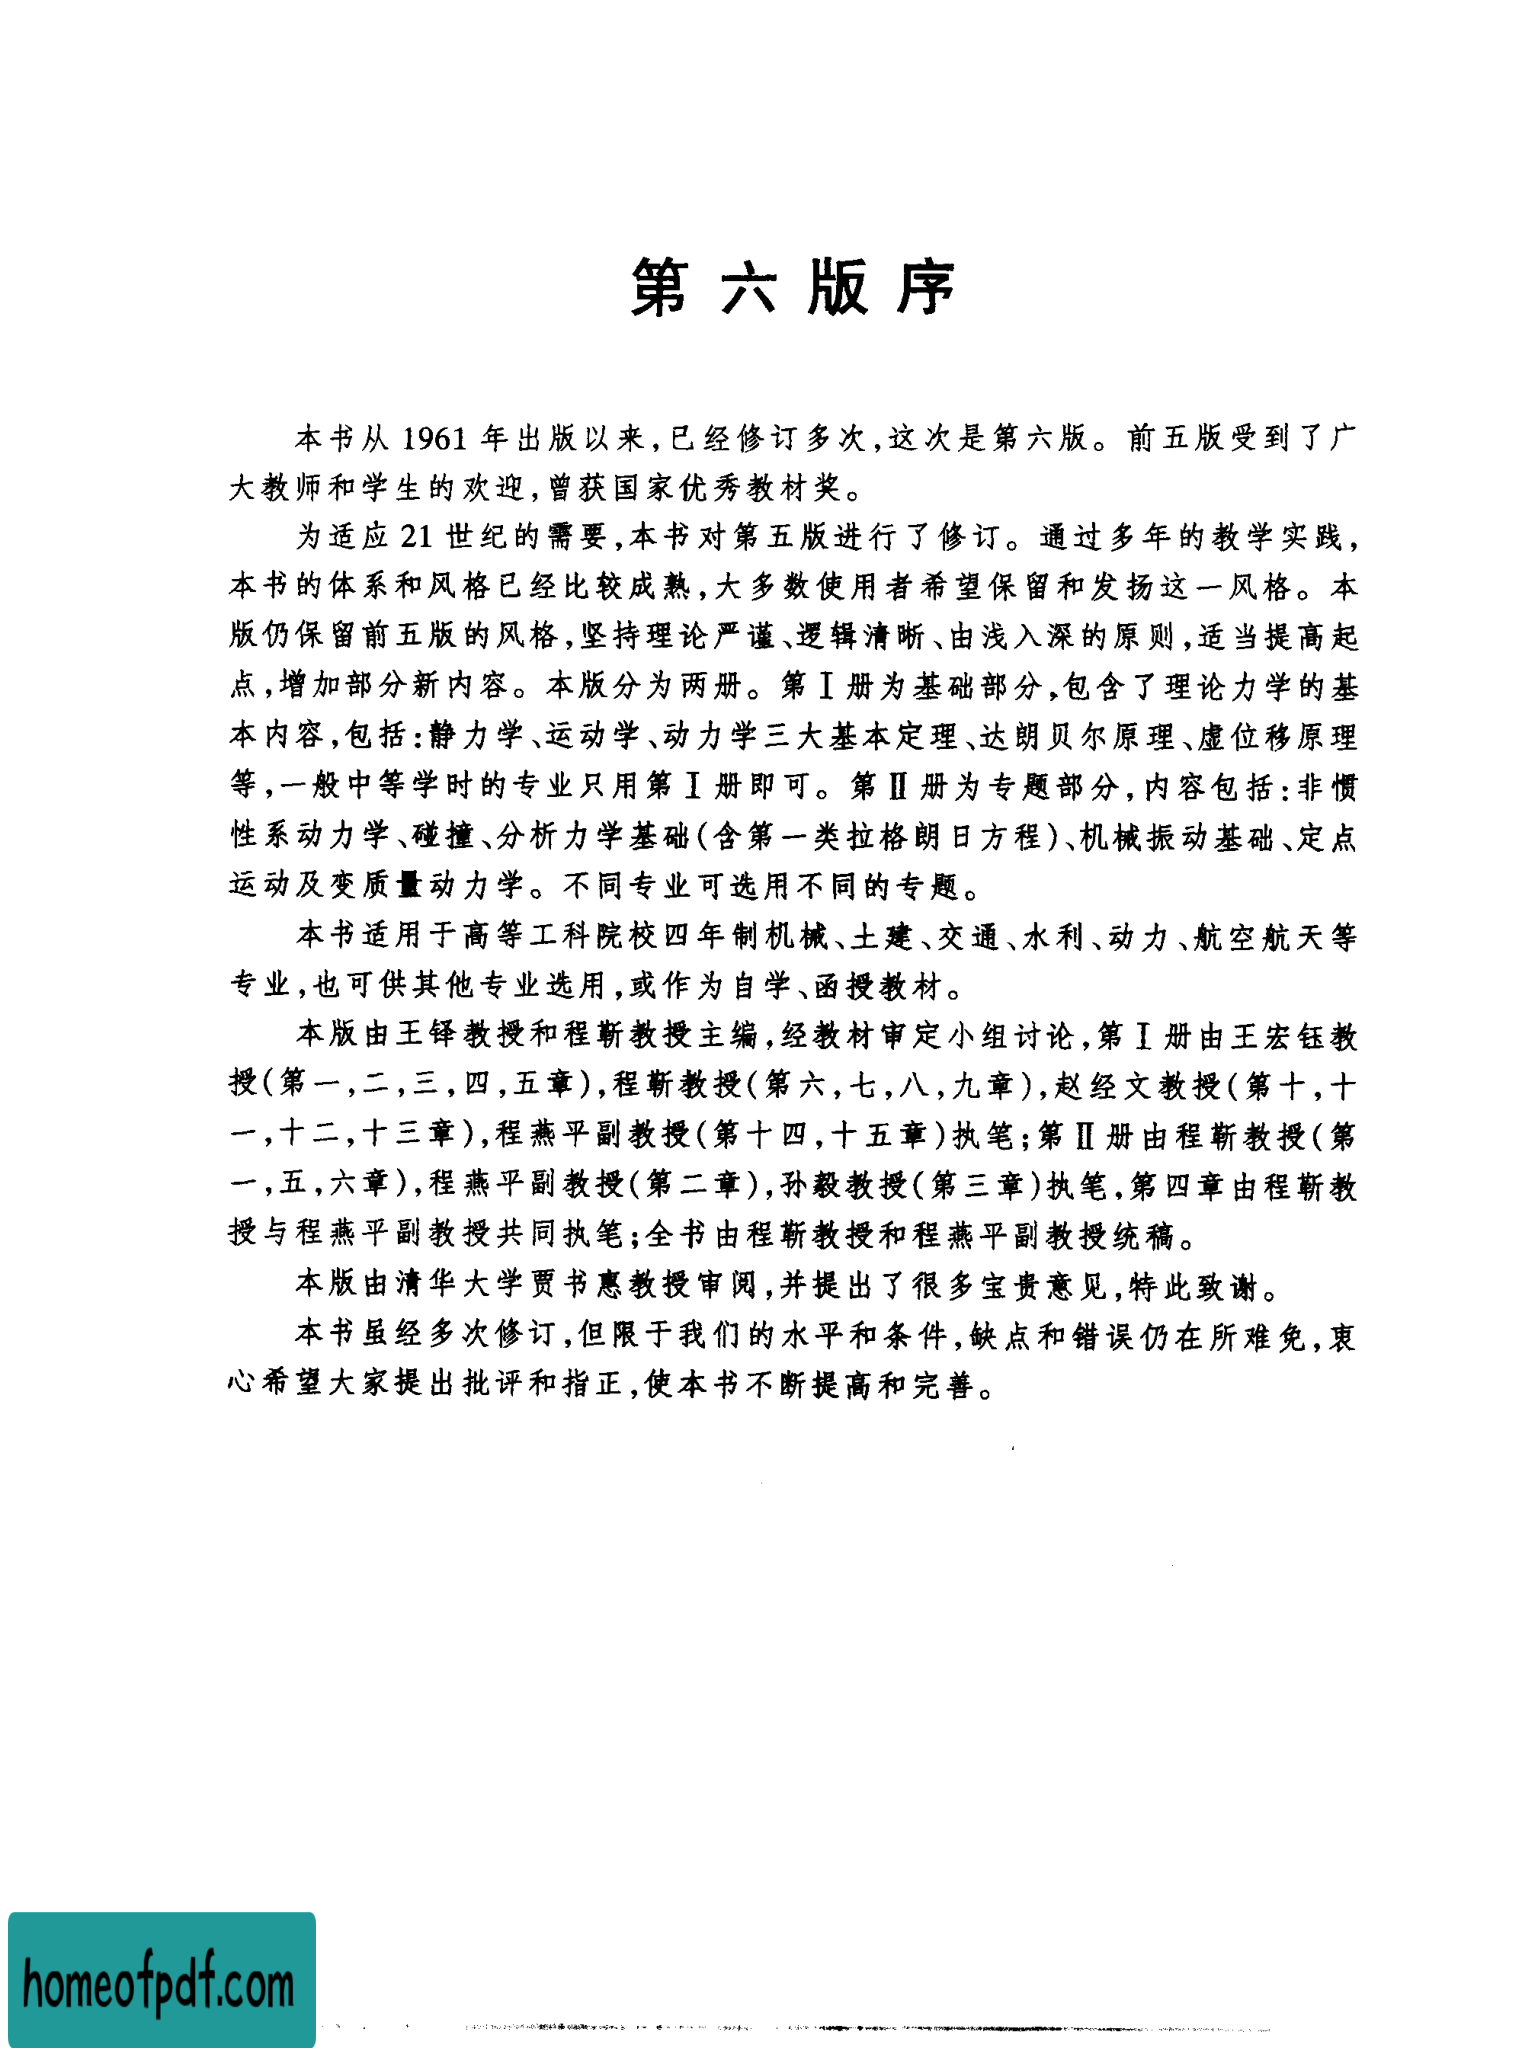 第六版序
本书从 1961 年出版以来,已经修订多次,这次是第六版。前五版受到了广
大教师和学生的欢迎,曾获国家优秀教材奖。
为适应 21 世纪的需要,本书对第五版进行了修订。通过多年的教学实践,
本书的体系和风格已经比较成熟,大多数使用者希望保留和发扬这一风格。本
版仍保留前五版的风格,坚持理论严谨、逻辑清晰、由浅入深的原则,适当提高起
点,增加部分新内容。本版分为两册。第Ⅰ册为基础部分,包含了理论力学的基
本内容,包括:静力学、运动学、动力学三大基本定理、达朗贝尔原理、虚位移原理
等,一般中等学时的专业只用第Ⅰ册即可。第Ⅱ册为专题部分,内容包括:非惯
性系动力学、碰撞、分析力学基础(含第一类拉格朗日方程)、机械振动基础、定点
运动及变质量动力学。不同专业可选用不同的专题。
本书适用于高等工科院校四年制机械、土建、交通、水利、动力、航空航天等
专业,也可供其他专业选用,或作为自学、函授教材。
本版由王铎教授和程靳教授主编,经教材审定小组讨论,第Ⅰ册由王宏钰教
授(第一,二,三,四,五章),程靳教授(第六,七,八,九章),赵经文教授(第十,十
一,十二,十三章),程燕平副教授(第十四,十五章)执笔;第Ⅱ册由程靳教授(第
一,五,六章),程燕平副教授(第二章),孙毅教授(第三章)执笔,第四章由程靳教
授与程燕平副教授共同执笔;全书由程靳教授和程燕平副教授统稿。
本版由清华大学贾书惠教授审阅,并提出了很多宝贵意见,特此致谢。
本书虽经多次修订,但限于我们的水平和条件,缺点和错误仍在所难免,衷
心希望大家提出批评和指正,使本书不断提高和完善。
homeofpdf.com